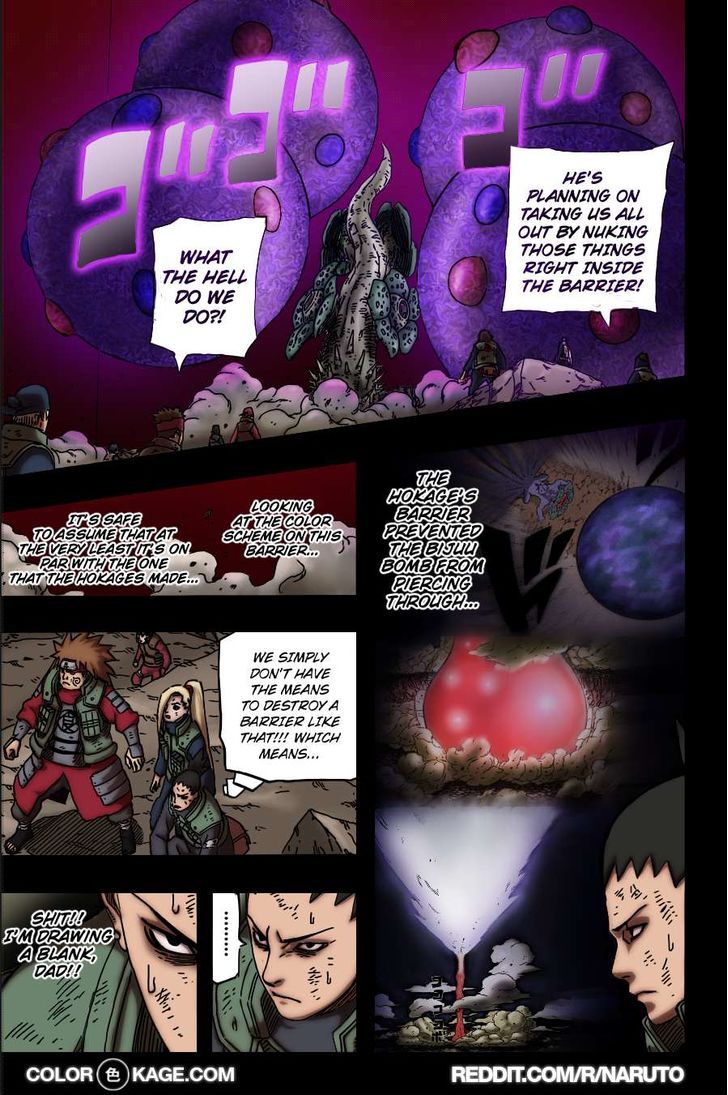 HE'S
PLANNING ON
TAKING US ALL
OUT BY NUKING
THOSE THINGS
RIGHT INSIDE
THE BARRIER!
ゴゴゴ
WHAT
THE HELL
DO WE
DO?!
THE
HOKAGE'S
BARRIER
PREVENTED
THE BIJUU
BOMB FROM
PIERCING
THROUGH...
LOOKING
AT THE COLOR
SCHEME ON THIS
BARRIER...
IT'S SAFE
TO ASSUME THAT AT
THE VERY LEAST IT'S ON
PAR WITH THE ONE
THAT THE HOKAGES MADE...
WE SIMPLY
DON'T HAVE
THE MEANS
TO DESTROY A
BARRIER LIKE
THAT!!! WHICH
MEANS...
.........
SHIT!!
I'M DRAWING
A BLANK,
DAD!!
COLOR 色 KAGE.COM
REDDIT.COM/R/NARUTO